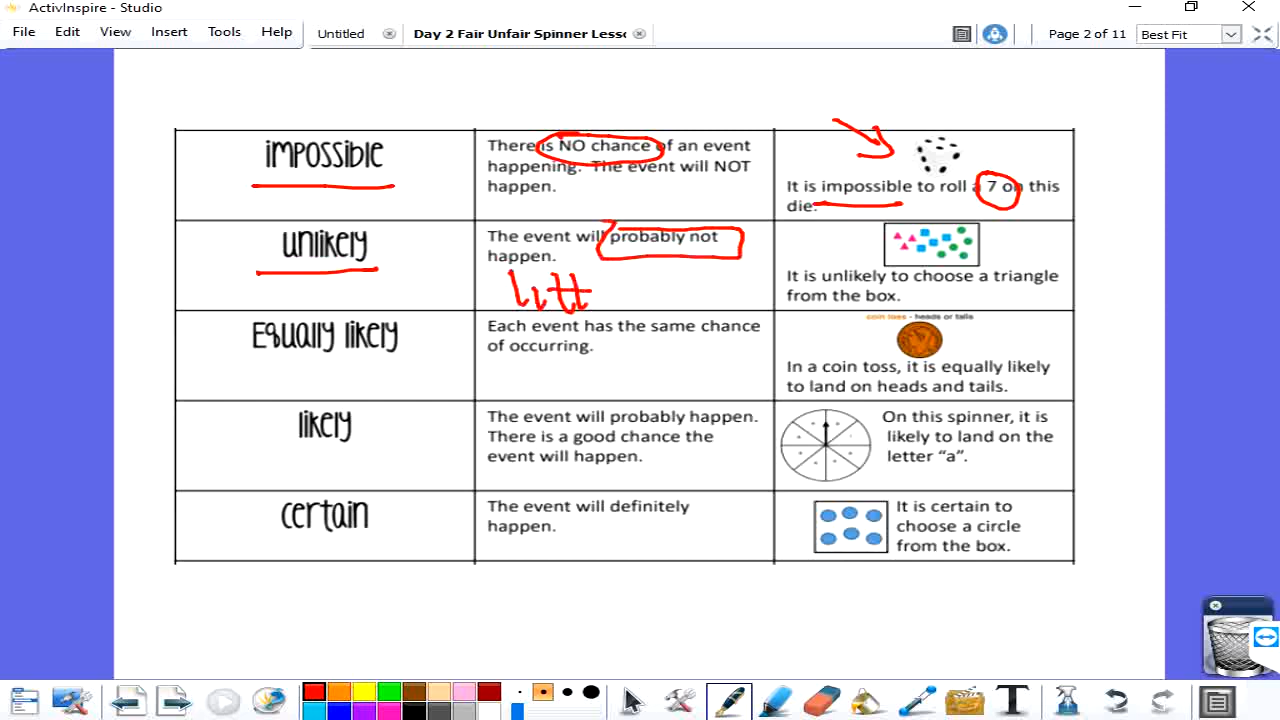 ActivInspire - Studio
File Edit View Insert Tools Help
Untitled
Day 2 Fair Unfair Spinner Lesso
Page 2 of 11
Best Fit
impossible
There is NO chance of an event
happening. The event will NOT
happen.
It is impossible to roll a 7 on this
die.
unlikely
The event will probably not
happen.
litt
It is unlikely to choose a triangle
from the box.
Equally likely
Each event has the same chance
of occurring.
coin toss - heads or tails
In a coin toss, it is equally likely
to land on heads and tails.
likely
The event will probably happen.
There is a good chance the
event will happen.
On this spinner, it is
likely to land on the
letter “a”.
certain
The event will definitely
happen.
It is certain to
choose a circle
from the box.